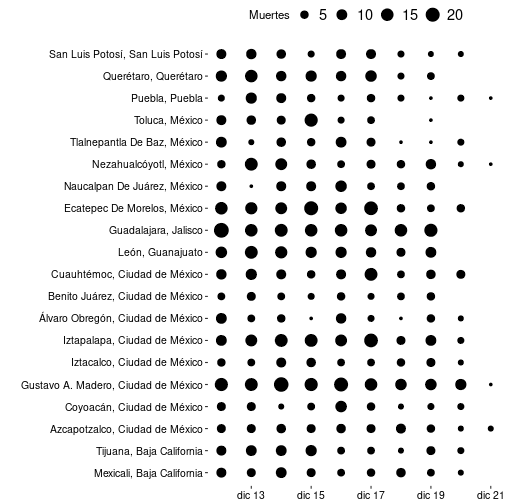 Muertes 5 10 15 20
San Luis Potosí, San Luis Potosí
Querétaro, Querétaro
Puebla, Puebla
Toluca, México
Tlalnepantla De Baz, México
Nezahualcóyotl, México
Naucalpan De Juárez, México
Ecatepec De Morelos, México
Guadalajara, Jalisco
León, Guanajuato
Cuauhtémoc, Ciudad de México
Benito Juárez, Ciudad de México
Álvaro Obregón, Ciudad de México
Iztapalapa, Ciudad de México
Iztacalco, Ciudad de México
Gustavo A. Madero, Ciudad de México
Coyoacán, Ciudad de México
Azcapotzalco, Ciudad de México
Tijuana, Baja California
Mexicali, Baja California
dic 13 dic 15 dic 17 dic 19 dic 21